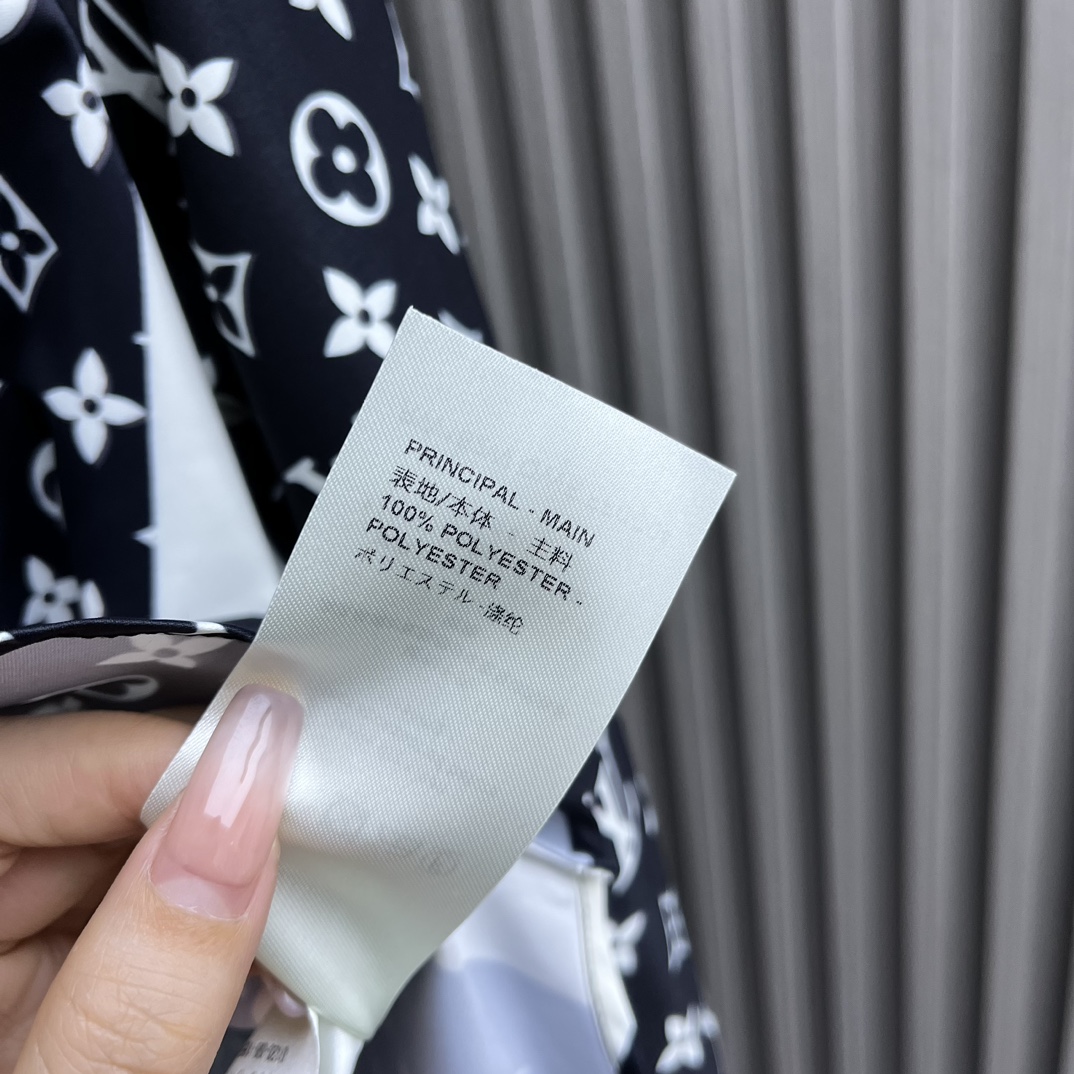 PRINCIPAL - MAIN
表地/本体 - 主料
100% POLYESTER -
POLYESTER
ポリエステル·涤纶